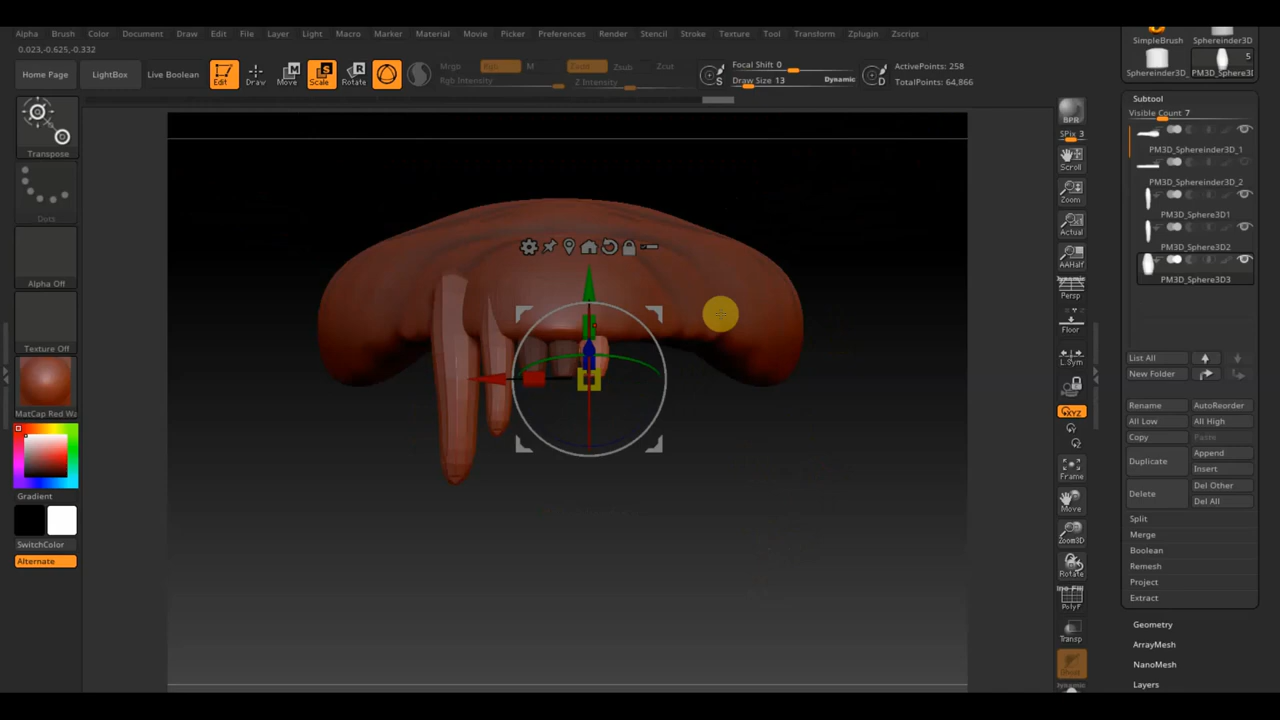 Alpha Brush Color Document Draw Edit File Layer Light Macro Marker Material Movie Picker Preferences Render Stencil Stroke Texture Tool Transform Zplugin Zscript
0.023,-0.625,-0.332
SimpleBrush Sphereinder3D
Home Page LightBox Live Boolean Edit Draw Move Scale Rotate
Mrgb Rgb M Zadd Zsub Zcut
Rgb Intensity Z Intensity
S Focal Shift 0
Draw Size 13 Dynamic D
ActivePoints: 258
TotalPoints: 64,866
5
Sphereinder3D_ PM3D_Sphere3I
Transpose
Dots
Alpha Off
Texture Off
MatCap Red Wa
Gradient
SwitchColor
Alternate
BPR
SPix 3
Scroll
Zoom
Actual
AAHalf
Dynamic
Persp
Floor
L.Sym
XYZ
Frame
Move
Zoom3D
Rotate
PolyF
Transp
Dynamic
Subtool
Visible Count 7
PM3D_Sphereinder3D_1
PM3D_Sphereinder3D_2
PM3D_Sphere3D1
PM3D_Sphere3D2
PM3D_Sphere3D3
List All
New Folder
Rename AutoReorder
All Low All High
Copy Paste
Duplicate Append
Insert
Delete Del Other
Del All
Split
Merge
Boolean
Remesh
Project
Extract
Geometry
ArrayMesh
NanoMesh
Layers